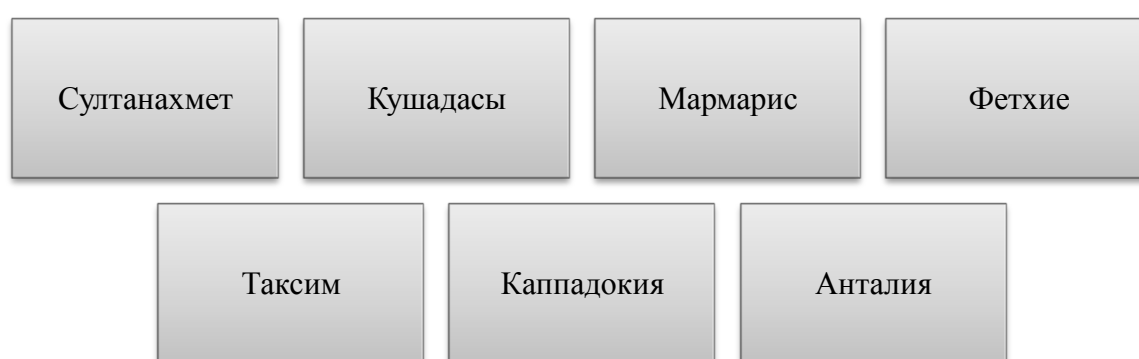 Султанахмет
Кушадасы
Мармарис
Фетхие
Таксим
Каппадокия
Анталия